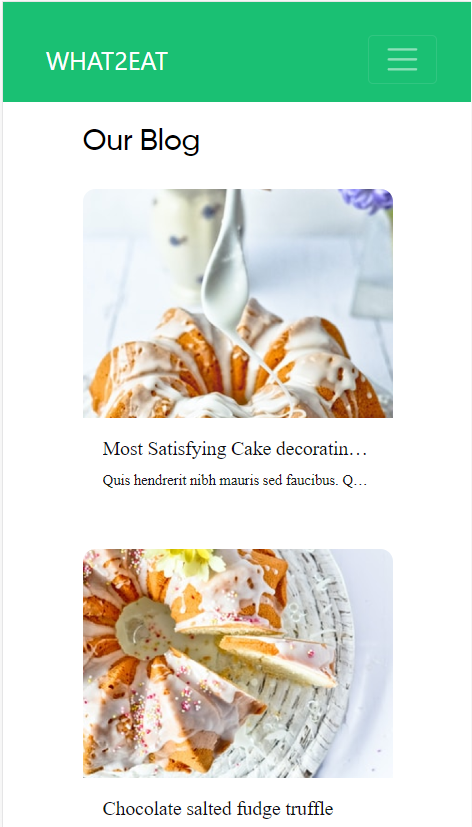 WHAT2EAT
Our Blog
Most Satisfying Cake decoratin…
Quis hendrerit nibh mauris sed faucibus. Q…
Chocolate salted fudge truffle